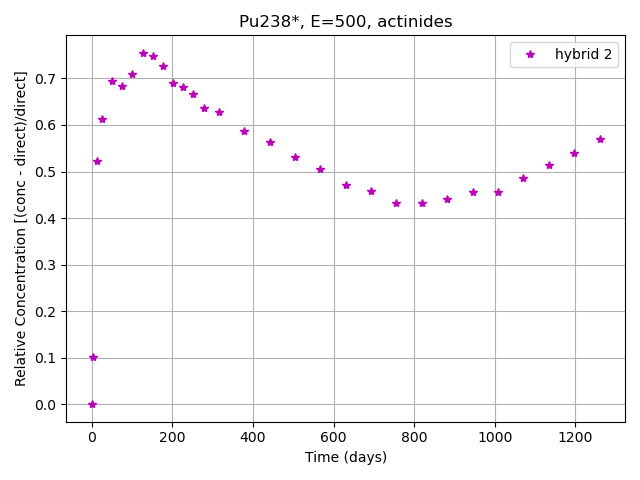 Pu238*, E=500, actinides
hybrid 2
Relative Concentration [(conc - direct)/direct]
0.7
0.6
0.5
0.4
0.3
0.2
0.1
0.0
0 200 400 600 800 1000 1200
Time (days)